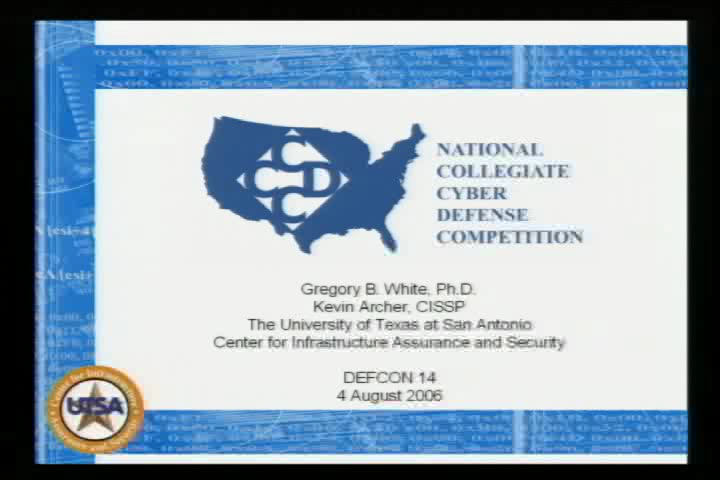 C
C D
C
NATIONAL
COLLEGIATE
CYBER
DEFENSE
COMPETITION
Gregory B. White, Ph.D.
Kevin Archer, CISSP
The University of Texas at San Antonio
Center for Infrastructure Assurance and Security
DEFCON 14
4 August 2006
UTSA